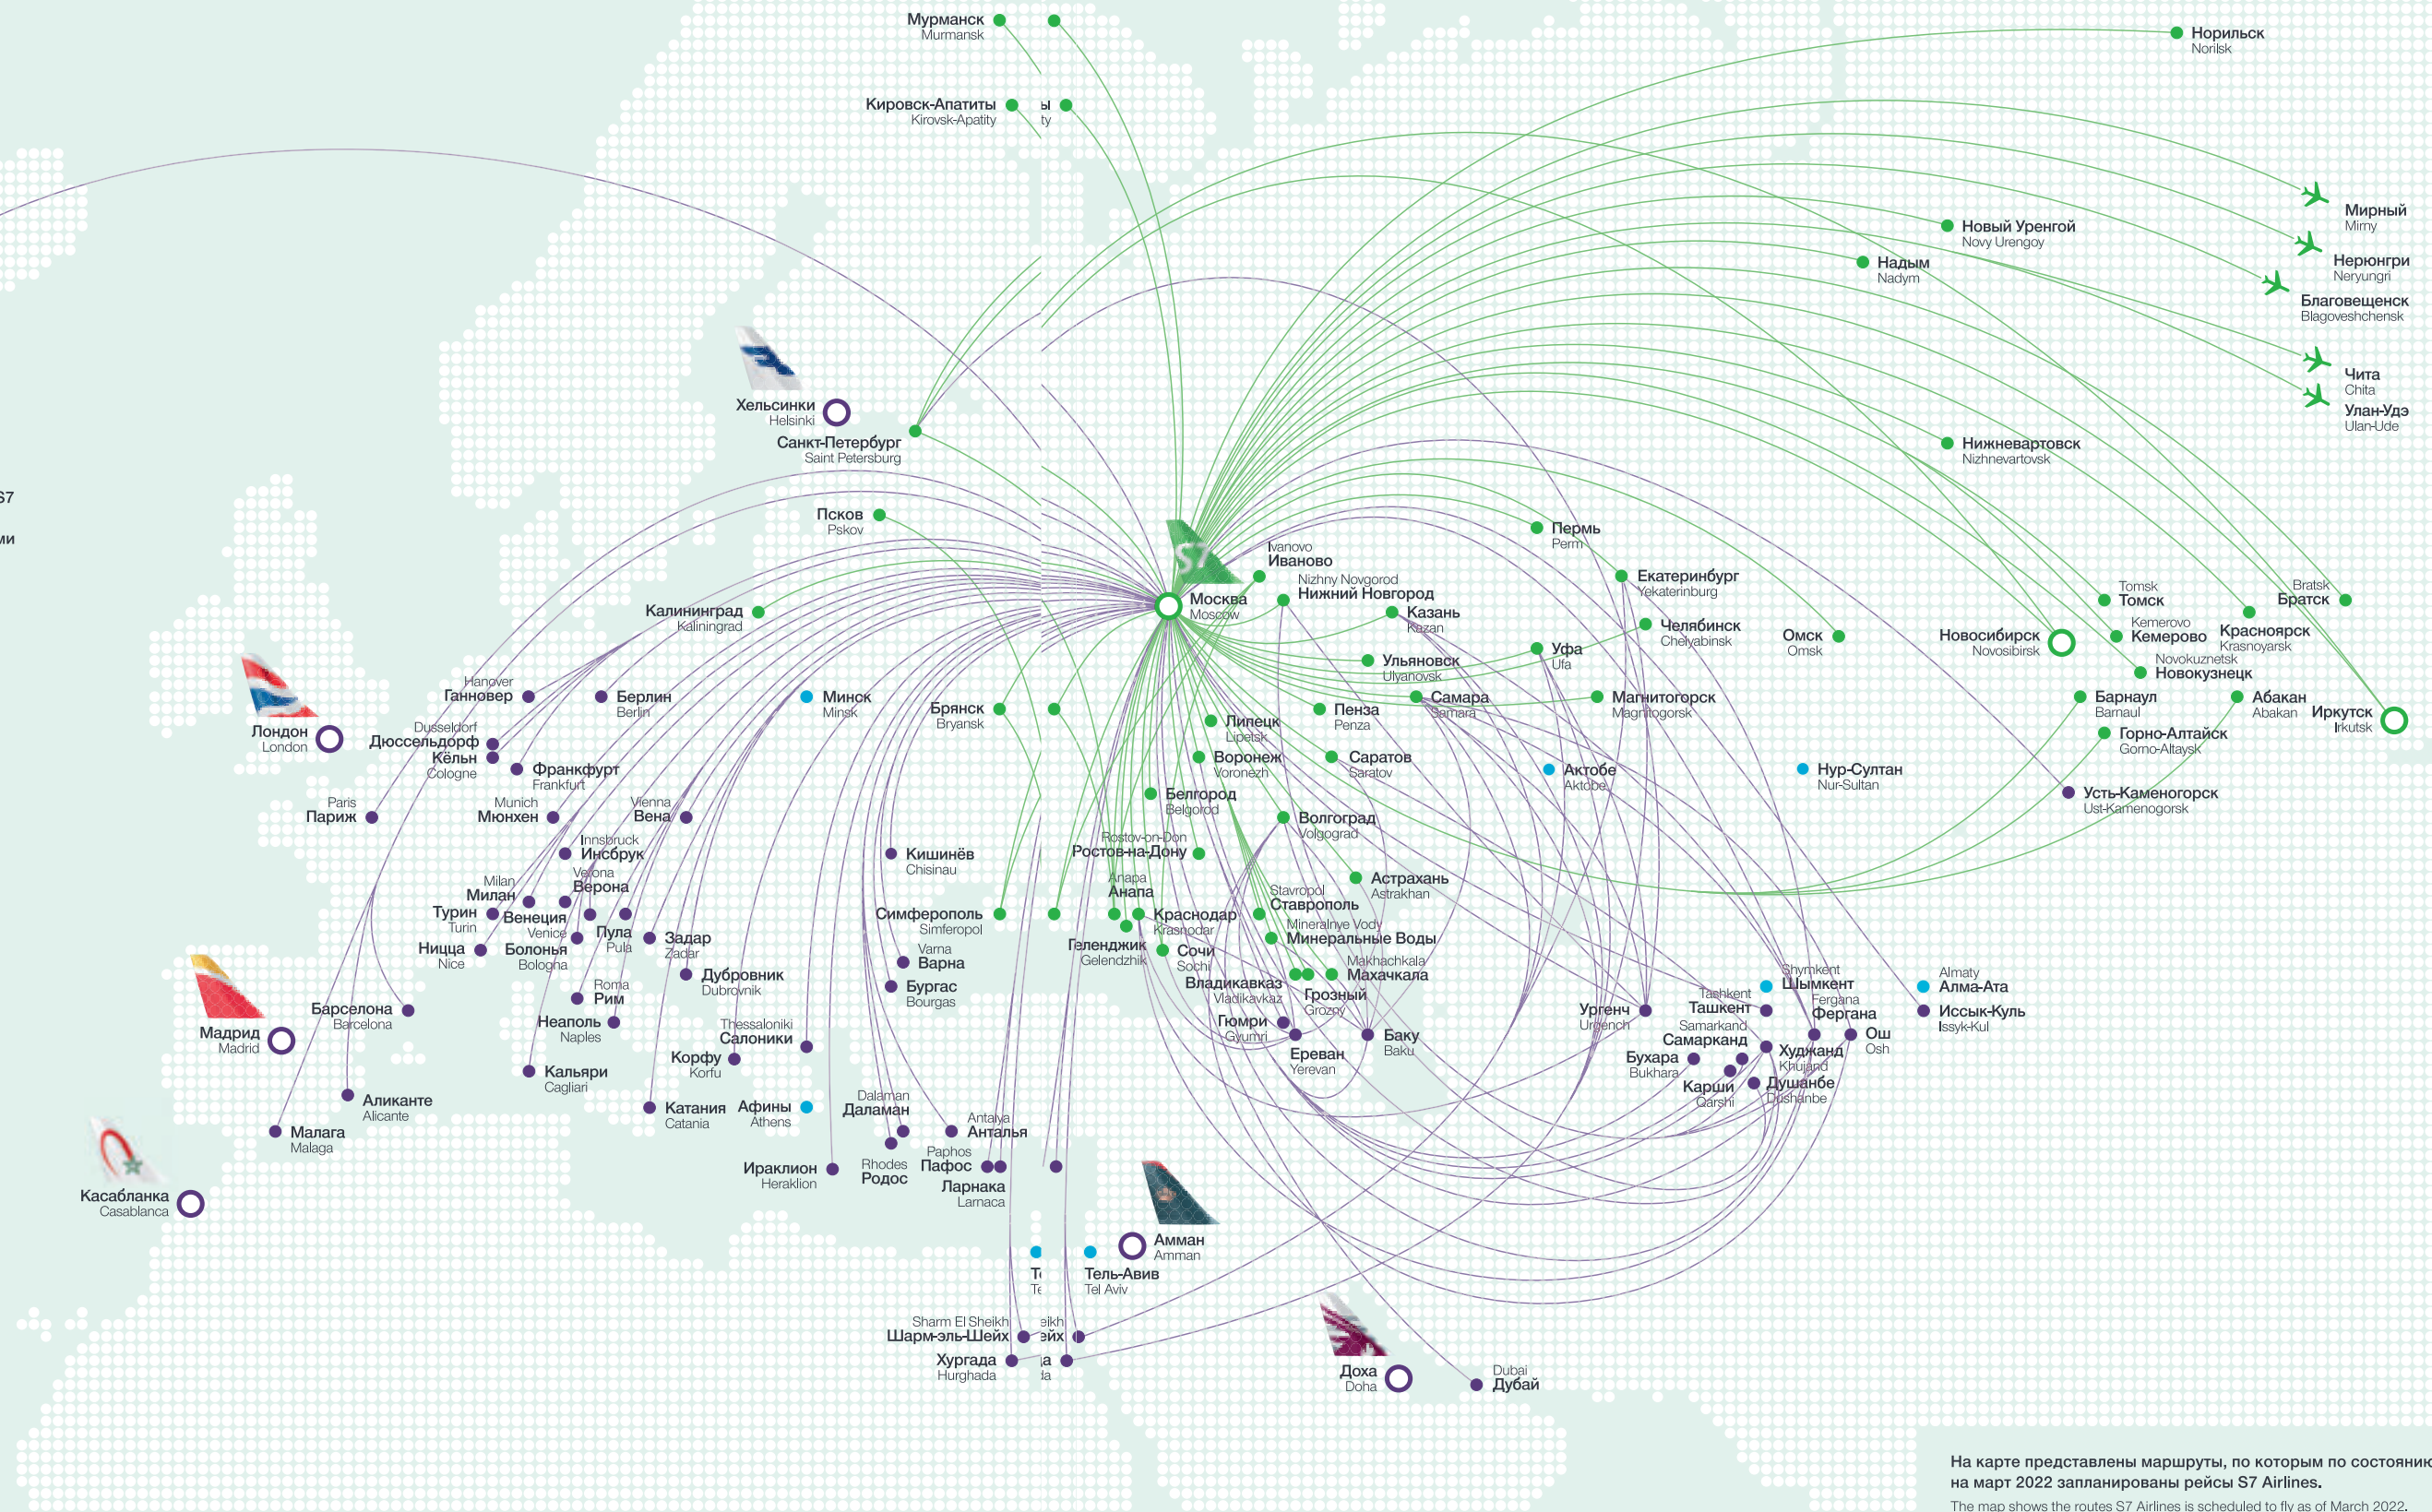 Мурманск
Murmansk
Норильск
Norilsk
Кировск-Апатиты
Kirovsk-Apatity
ы
ty
Мирный
Mirny
Новый Уренгой
Novy Urengoy
Нерюнгри
Neryungri
Надым
Nadym
Благовещенск
Blagoveshchensk
Чита
Chita
Улан-Удэ
Ulan-Ude
Хельсинки
Helsinki
Санкт-Петербург
Saint Petersburg
Нижневартовск
Nizhnevartovsk
S7
ми
Псков
Pskov
Пермь
Perm
S7
Ivanovo
Иваново
Nizhny Novgorod
Нижний Новгород
Екатеринбург
Yekaterinburg
Москва
Moscow
Казань
Kazan
Калининград
Kaliningrad
Челябинск
Chelyabinsk
Омск
Omsk
Новосибирск
Novosibirsk
Tomsk
Томск
Kemerovo
Кемерово
Bratsk
Братск
Красноярск
Krasnoyarsk
Novokuznetsk
Новокузнецк
Ульяновск
Ulyanovsk
Уфа
Ufa
Hanover
Ганновер
Берлин
Berlin
Минск
Minsk
Брянск
Bryansk
Липецк
Lipetsk
Пенза
Penza
Самара
Samara
Магнитогорск
Magnitogorsk
Барнаул
Barnaul
Абакан
Abakan
Иркутск
Irkutsk
Горно-Алтайск
Gorno-Altaysk
Лондон
London
Dusseldorf
Дюссельдорф
Кёльн
Cologne
Франкфурт
Frankfurt
Воронеж
Voronezh
Саратов
Saratov
Актобе
Aktobe
Нур-Султан
Nur-Sultan
Усть-Каменогорск
Ust-Kamenogorsk
Paris
Париж
Munich
Мюнхен
Vienna
Вена
Белгород
Belgorod
Волгоград
Volgograd
Innsbruck
Инсбрук
Кишинёв
Chisinau
Rostov-on-Don
Ростов-на-Дону
Verona
Верона
Milan
Милан
Астрахань
Astrakhan
Anapa
Анапа
Stavropol
Ставрополь
Турин
Turin
Венеция
Venice
Пула
Pula
Симферополь
Simferopol
Краснодар
Krasnodar
Mineralnye Vody
Минеральные Воды
Ницца
Nice
Болонья
Bologna
Задар
Zadar
Varna
Варна
Геленджик
Gelendzhik
Сочи
Sochi
Makhachkala
Махачкала
Дубровник
Dubrovnik
Бургас
Bourgas
Владикавказ
Vladikavkaz
Грозный
Grozny
Roma
Рим
Барселона
Barcelona
Неаполь
Naples
Гюмри
Gyumri
Ереван
Yerevan
Баку
Baku
Ургенч
Urgench
Shymkent
Шымкент
Tashkent
Ташкент
Fergana
Фергана
Almaty
Алма-Ата
Иссык-Куль
Issyk-Kul
Samarkand
Самарканд
Ош
Osh
Мадрид
Madrid
Thessaloniki
Салоники
Корфу
Korfu
Бухара
Bukhara
Худжанд
Khujand
Карши
Qarshi
Душанбе
Dushanbe
Кальяри
Cagliari
Аликанте
Alicante
Катания
Catania
Афины
Athens
Dalaman
Даламан
Antalya
Анталья
Малага
Malaga
Paphos
Пафос
Ираклион
Heraklion
Rhodes
Родос
Ларнака
Larnaca
Касабланка
Casablanca
Амман
Amman
Те
Te
Тель-Авив
Tel Aviv
Sharm El Sheikh
Шарм-эль-Шейх
eikh
ейх
Хургада
Hurghada
да
da
Доха
Doha
Dubai
Дубай
На карте представлены маршруты, по которым по состоянию
на март 2022 запланированы рейсы S7 Airlines.
The map shows the routes S7 Airlines is scheduled to fly as of March 2022.